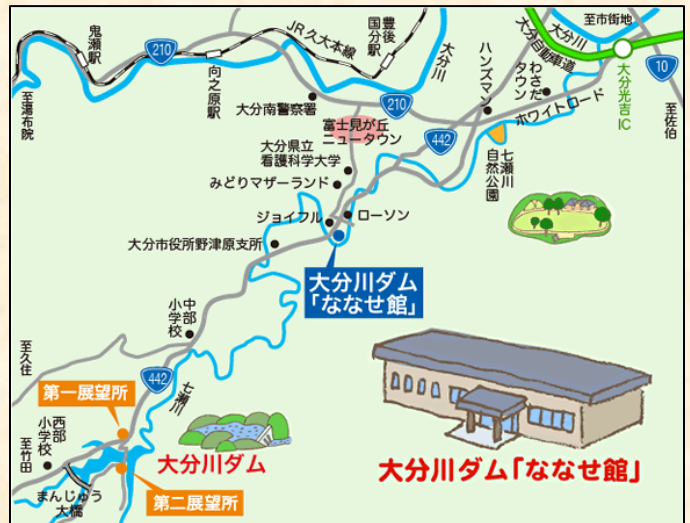 鬼瀬駅
210
JR久大本線
豊後
国分駅
大分川
ハンズマン
至市街地
大分川
大分自動車道
わさだ
タウン
ホワイトロード
大分光吉IC
10
至佐伯
至湯布院
向之原駅
大分南警察署
210
富士見が丘
ニュータウン
442
七瀬川
自然公園
大分県立
看護科学大学
みどりマザーランド
ジョイフル
ローソン
大分市役所野津原支所
大分川ダム
「ななせ館」
中部
小学校
至久住
442
七瀬川
第一展望所
西部
小学校
至竹田
大分川ダム
大分川ダム「ななせ館」
まんじゅう
大橋
第二展望所